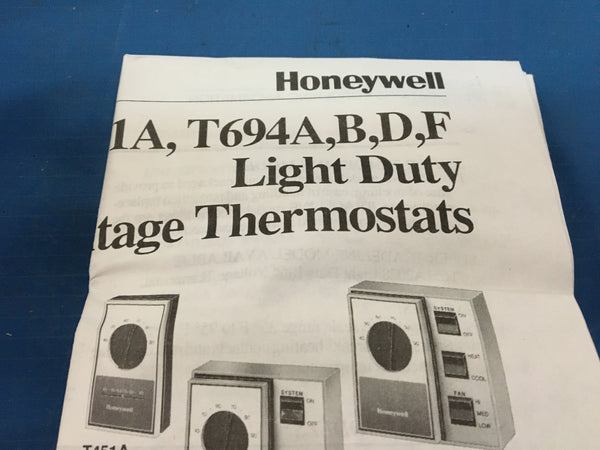 Honeywell
1A, T694A,B,D,F
Light Duty
tage Thermostats
SYSTEM
ON
OFF
HEAT
COOL
FAN
HI
MED
LOW
Honeywell
SYSTEM
ON
OFF
Honeywell
T451A